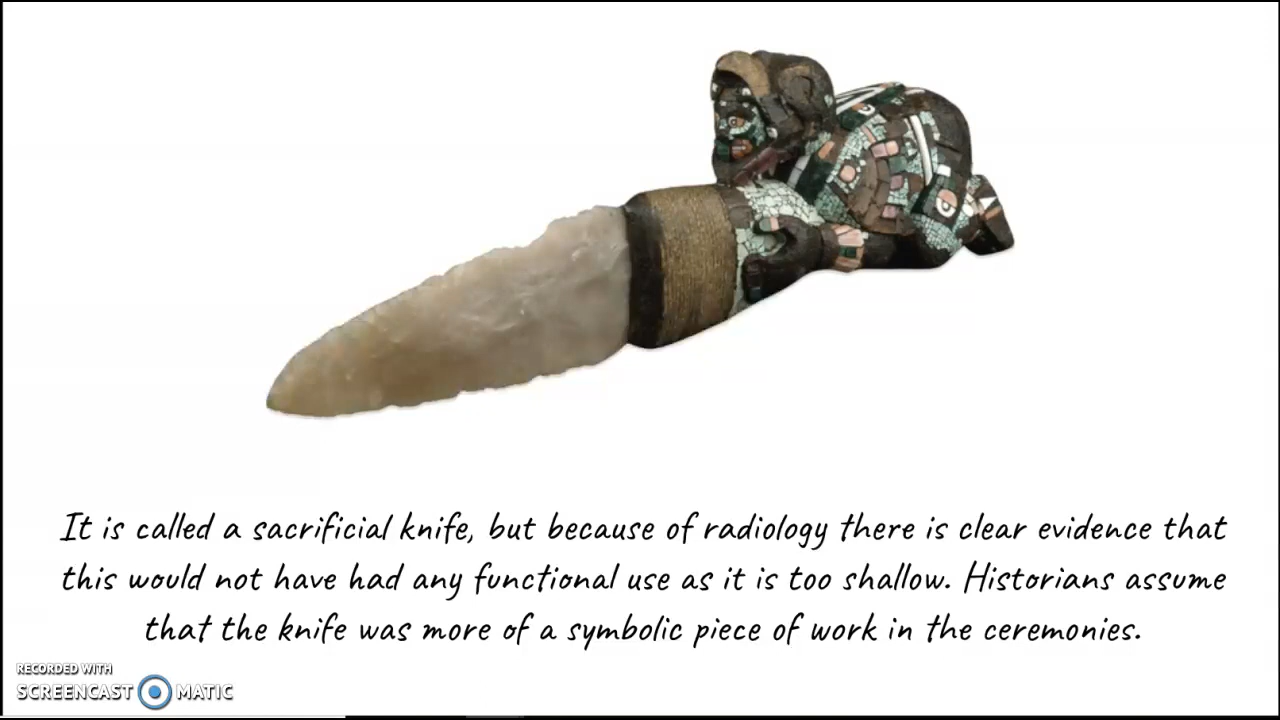 It is called a sacrificial knife, but because of radiology there is clear evidence that
this would not have had any functional use as it is too shallow. Historians assume
that the knife was more of a symbolic piece of work in the ceremonies.
RECORDED WITH
SCREENCAST MATIC